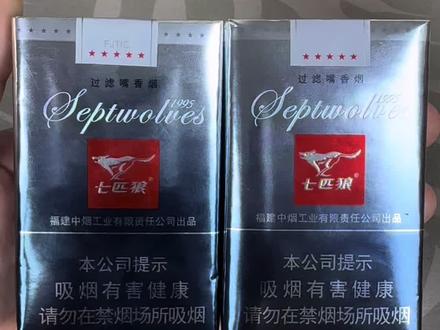 FJTIC
★★★★★
过滤嘴香烟
Septwolves
1995
七匹狼
福建中烟工业有限责任公司出品
本公司提示
吸烟有害健康
请勿在禁烟场所吸烟
★★★★★
过滤嘴香烟
Septwolves
1995
七匹狼
福建中烟工业有限责任公司出品
本公司提示
吸烟有害健康
请勿在禁烟场所吸烟